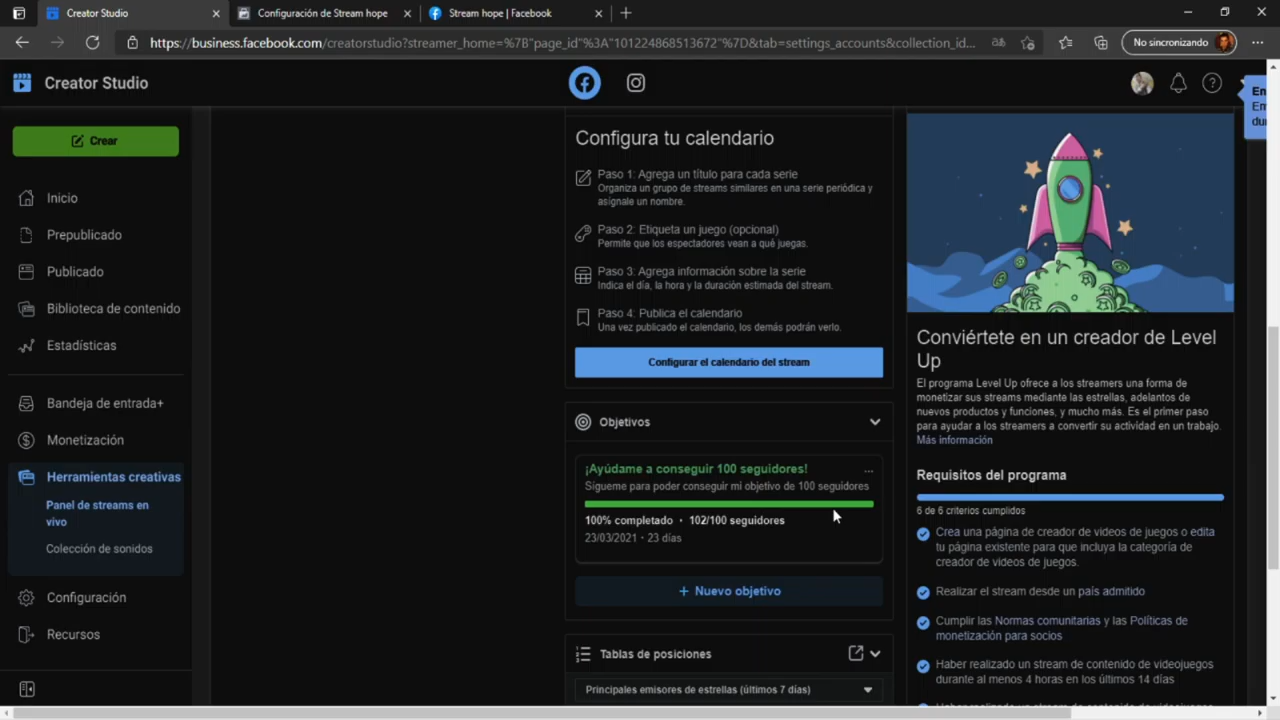 Creator Studio
Configuración de Stream hope
Stream hope | Facebook
https://business.facebook.com/creatorstudio?streamer_home=%7B"page_id"%3A"101224868513672"%7D&tab=settings_accounts&collection_id...
No sincronizando
Creator Studio
En
Em
dur
Crear
Inicio
Prepublicado
Publicado
Biblioteca de contenido
Estadísticas
Bandeja de entrada+
Monetización
Herramientas creativas
Panel de streams en
vivo
Colección de sonidos
Configuración
Recursos
Configura tu calendario
Paso 1: Agrega un título para cada serie
Organiza un grupo de streams similares en una serie periódica y
asígnale un nombre.
Paso 2: Etiqueta un juego (opcional)
Permite que los espectadores vean a qué juegas.
Paso 3: Agrega información sobre la serie
Indica el día, la hora y la duración estimada del stream.
Paso 4: Publica el calendario
Una vez publicado el calendario, los demás podrán verlo.
Configurar el calendario del stream
Objetivos
¡Ayúdame a conseguir 100 seguidores!
Sígueme para poder conseguir mi objetivo de 100 seguidores
100% completado · 102/100 seguidores
23/03/2021 · 23 días
+ Nuevo objetivo
Tablas de posiciones
Principales emisores de estrellas (últimos 7 días)
Conviértete en un creador de Level
Up
El programa Level Up ofrece a los streamers una forma de
monetizar sus streams mediante las estrellas, adelantos de
nuevos productos y funciones, y mucho más. Es el primer paso
para ayudar a los streamers a convertir su actividad en un trabajo.
Más información
Requisitos del programa
6 de 6 criterios cumplidos
Crea una página de creador de videos de juegos o edita
tu página existente para que incluya la categoría de
creador de videos de juegos.
Realizar el stream desde un país admitido
Cumplir las Normas comunitarias y las Políticas de
monetización para socios
Haber realizado un stream de contenido de videojuegos
durante al menos 4 horas en los últimos 14 días